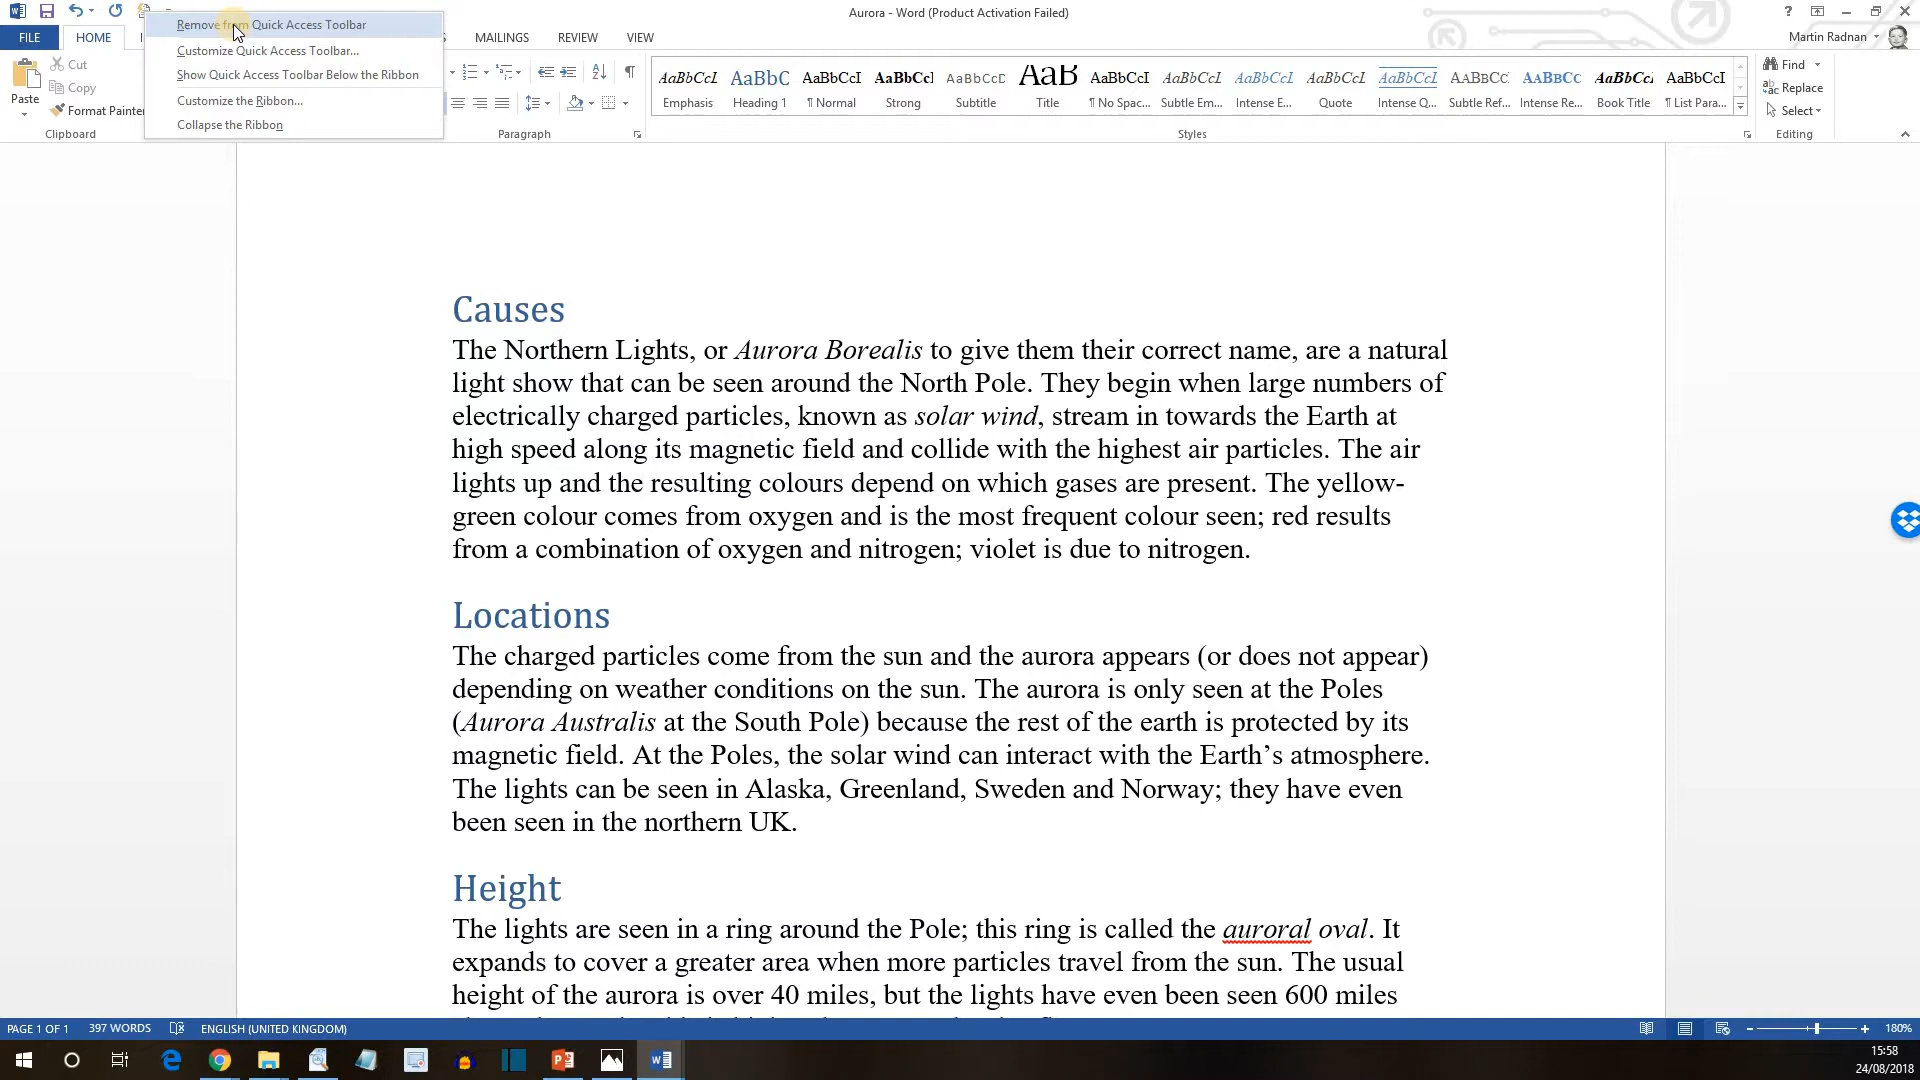 Aurora - Word (Product Activation Failed)
Remove from Quick Access Toolbar
Customize Quick Access Toolbar...
Show Quick Access Toolbar Below the Ribbon
Customize the Ribbon...
Collapse the Ribbon
FILE
HOME
MAILINGS
REVIEW
VIEW
Martin Radnan
Paste
Cut
Copy
Format Painter
Clipboard
Paragraph
AaBbCcI
Emphasis
AaBbC
Heading 1
AaBbCcI
¶ Normal
AaBbCcI
Strong
AaBbCcD
Subtitle
AaB
Title
AaBbCcI
¶ No Spac...
AaBbCcI
Subtle Em...
AaBbCcI
Intense E...
AaBbCcI
Quote
AaBbCcI
Intense Q...
AABBCC
Subtle Ref...
AABBCC
Intense Re...
AaBbCcI
Book Title
AaBbCcI
¶ List Para...
Styles
Find
Replace
Select
Editing
Causes
The Northern Lights, or Aurora Borealis to give them their correct name, are a natural
light show that can be seen around the North Pole. They begin when large numbers of
electrically charged particles, known as solar wind, stream in towards the Earth at
high speed along its magnetic field and collide with the highest air particles. The air
lights up and the resulting colours depend on which gases are present. The yellow-
green colour comes from oxygen and is the most frequent colour seen; red results
from a combination of oxygen and nitrogen; violet is due to nitrogen.
Locations
The charged particles come from the sun and the aurora appears (or does not appear)
depending on weather conditions on the sun. The aurora is only seen at the Poles
(Aurora Australis at the South Pole) because the rest of the earth is protected by its
magnetic field. At the Poles, the solar wind can interact with the Earth’s atmosphere.
The lights can be seen in Alaska, Greenland, Sweden and Norway; they have even
been seen in the northern UK.
Height
The lights are seen in a ring around the Pole; this ring is called the auroral oval. It
expands to cover a greater area when more particles travel from the sun. The usual
height of the aurora is over 40 miles, but the lights have even been seen 600 miles
PAGE 1 OF 1
397 WORDS
ENGLISH (UNITED KINGDOM)
180%
15:58
24/08/2018